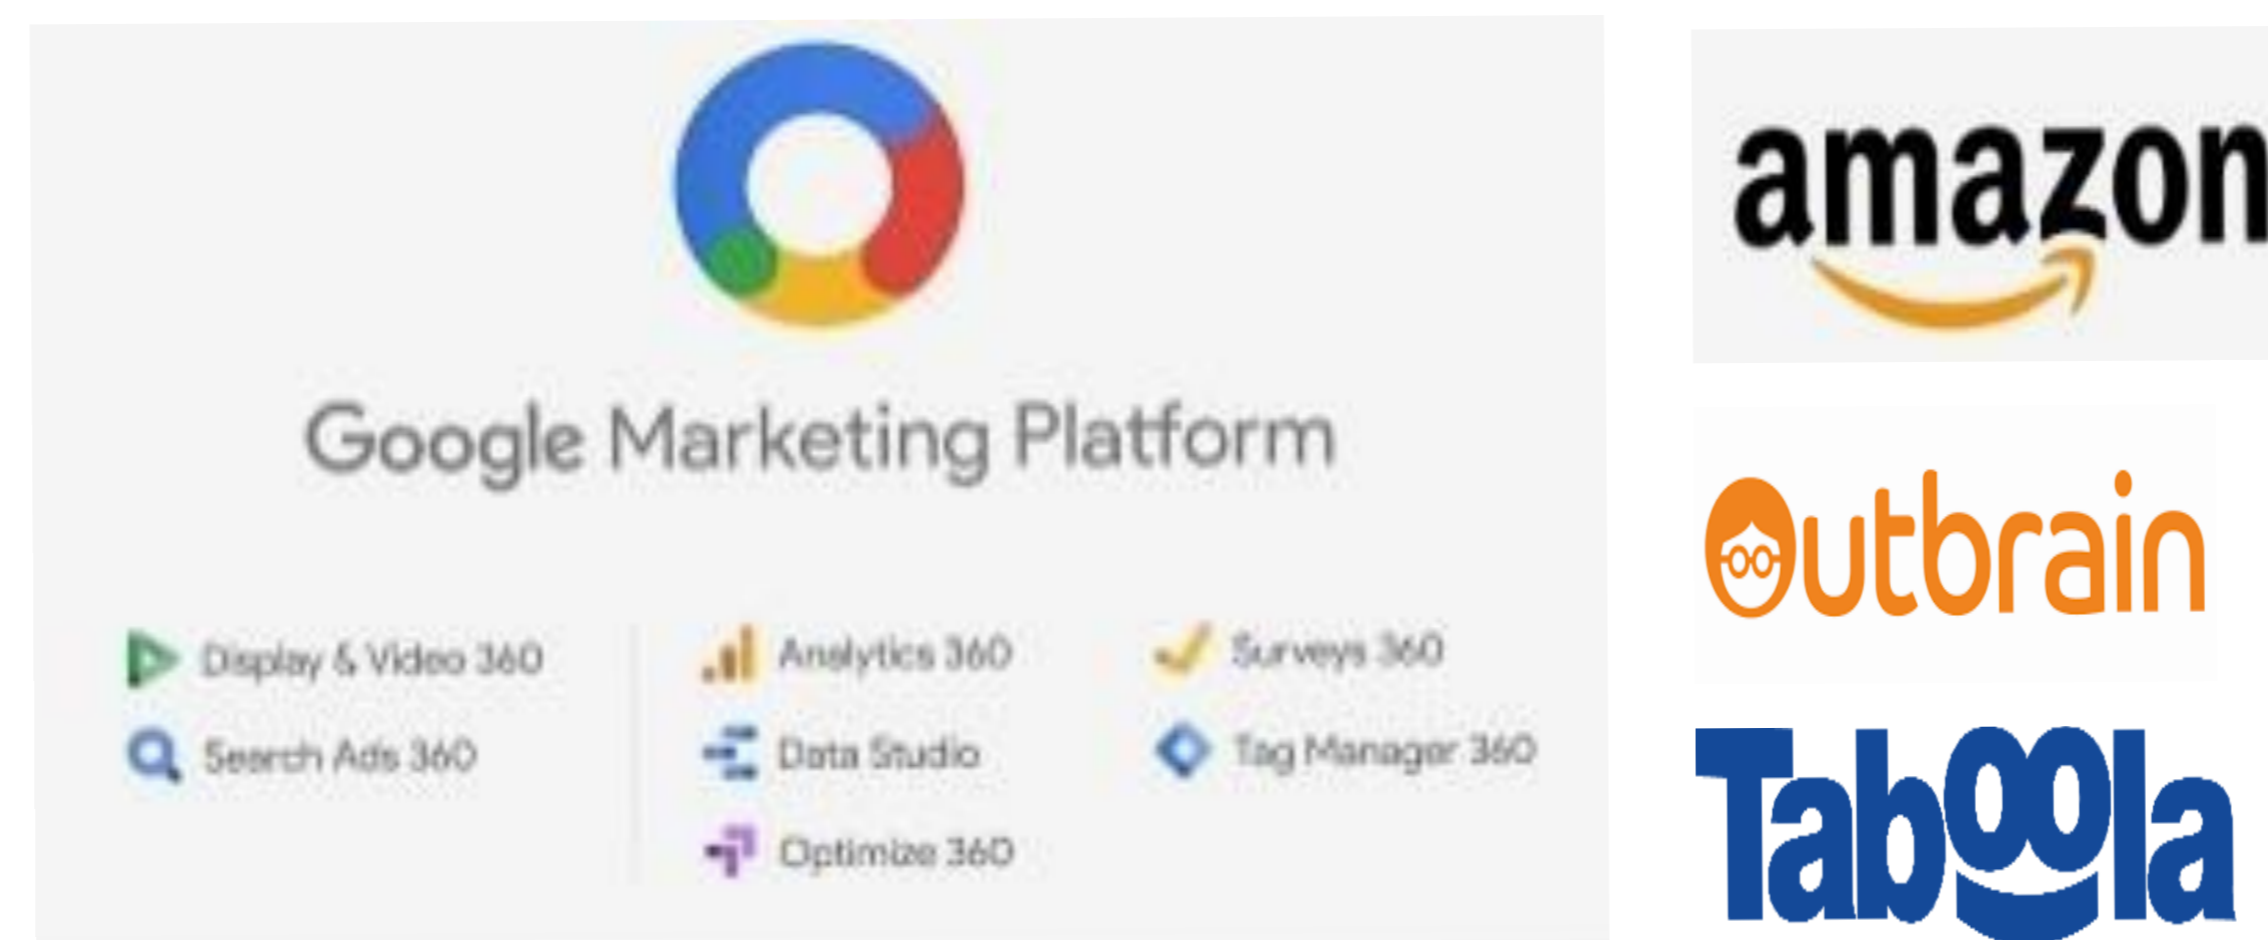 Google Marketing Platform
Display & Video 360
Search Ads 360
Analytics 360
Data Studio
Optimize 360
Surveys 360
Tag Manager 360
amazon
Outbrain
Taboola